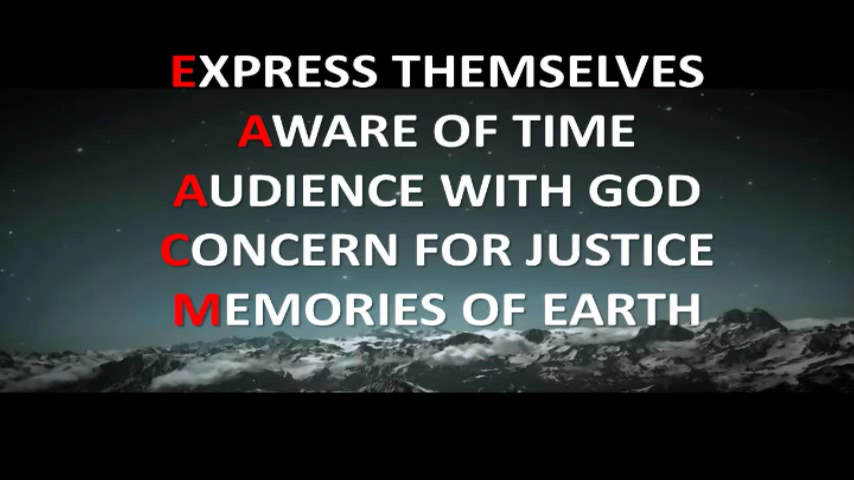 EXPRESS THEMSELVES
AWARE OF TIME
AUDIENCE WITH GOD
CONCERN FOR JUSTICE
MEMORIES OF EARTH